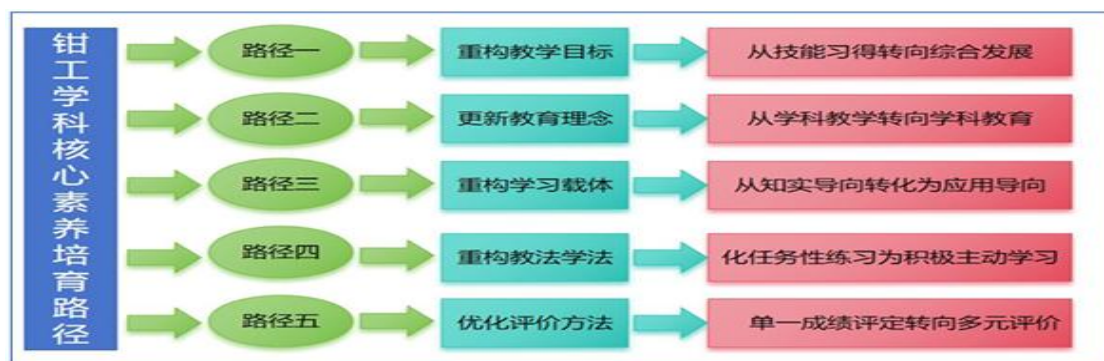 钳工学科核心素养培育路径
路径一 重构教学目标 从技能习得转向综合发展
路径二 更新教育理念 从学科教学转向学科教育
路径三 重构学习载体 从知实导向转化为应用导向
路径四 重构教法学法 化任务性练习为积极主动学习
路径五 优化评价方法 单一成绩评定转向多元评价